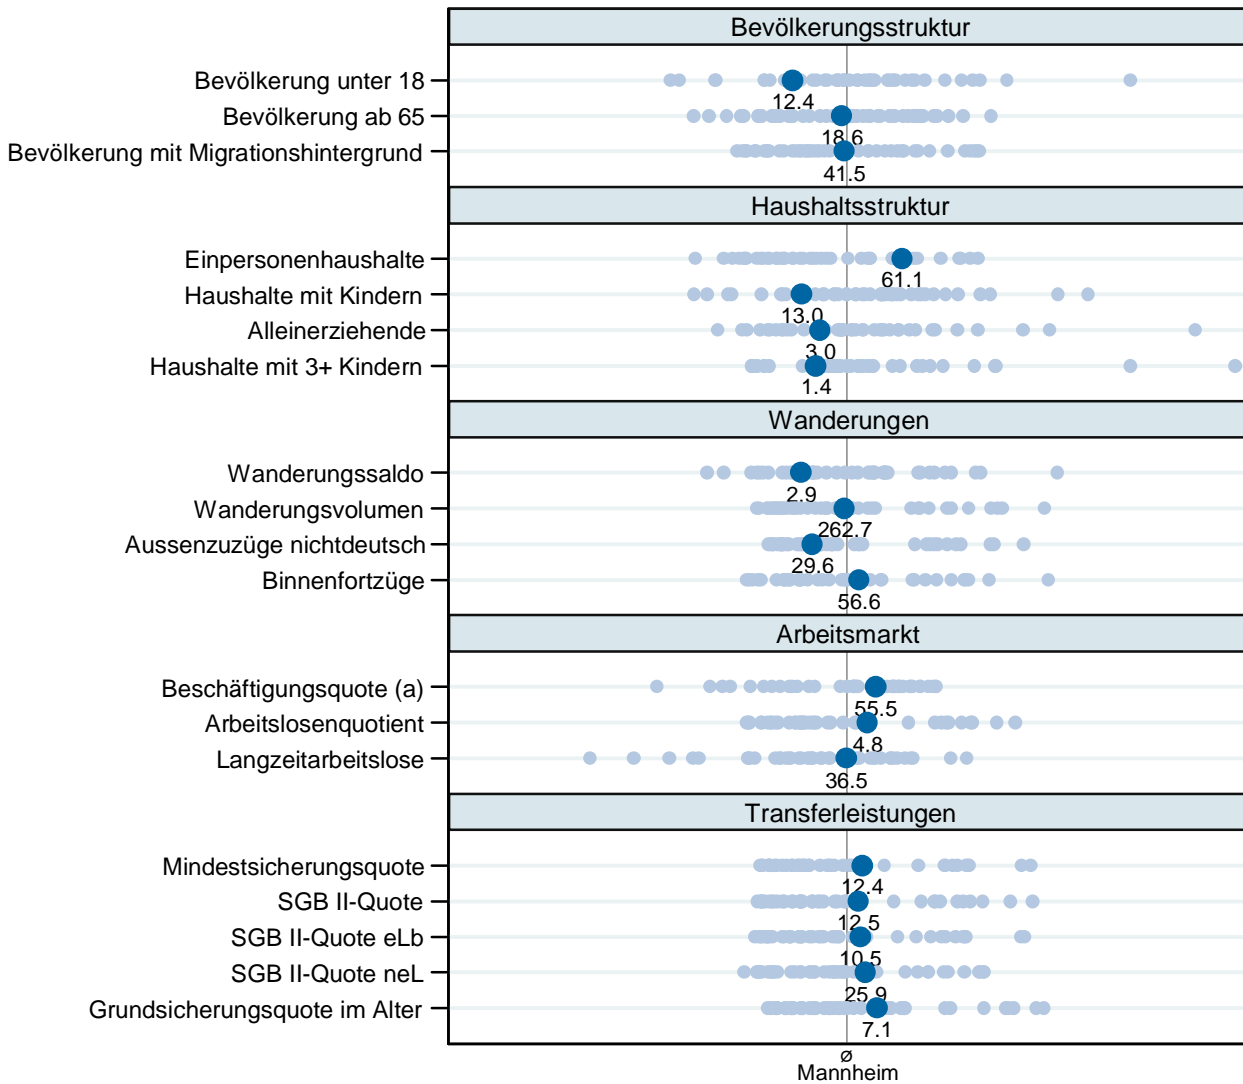 Bevölkerungsstruktur
Bevölkerung unter 18
12.4
Bevölkerung ab 65
18.6
Bevölkerung mit Migrationshintergrund
41.5
Haushaltsstruktur
Einpersonenhaushalte
61.1
Haushalte mit Kindern
13.0
Alleinerziehende
3.0
Haushalte mit 3+ Kindern
1.4
Wanderungen
Wanderungssaldo
2.9
Wanderungsvolumen
262.7
Aussenzuzüge nichtdeutsch
29.6
Binnenfortzüge
56.6
Arbeitsmarkt
Beschäftigungsquote (a)
55.5
Arbeitslosenquotient
4.8
Langzeitarbeitslose
36.5
Transferleistungen
Mindestsicherungsquote
12.4
SGB II-Quote
12.5
SGB II-Quote eLb
10.5
SGB II-Quote neL
25.9
Grundsicherungsquote im Alter
7.1
ø
Mannheim